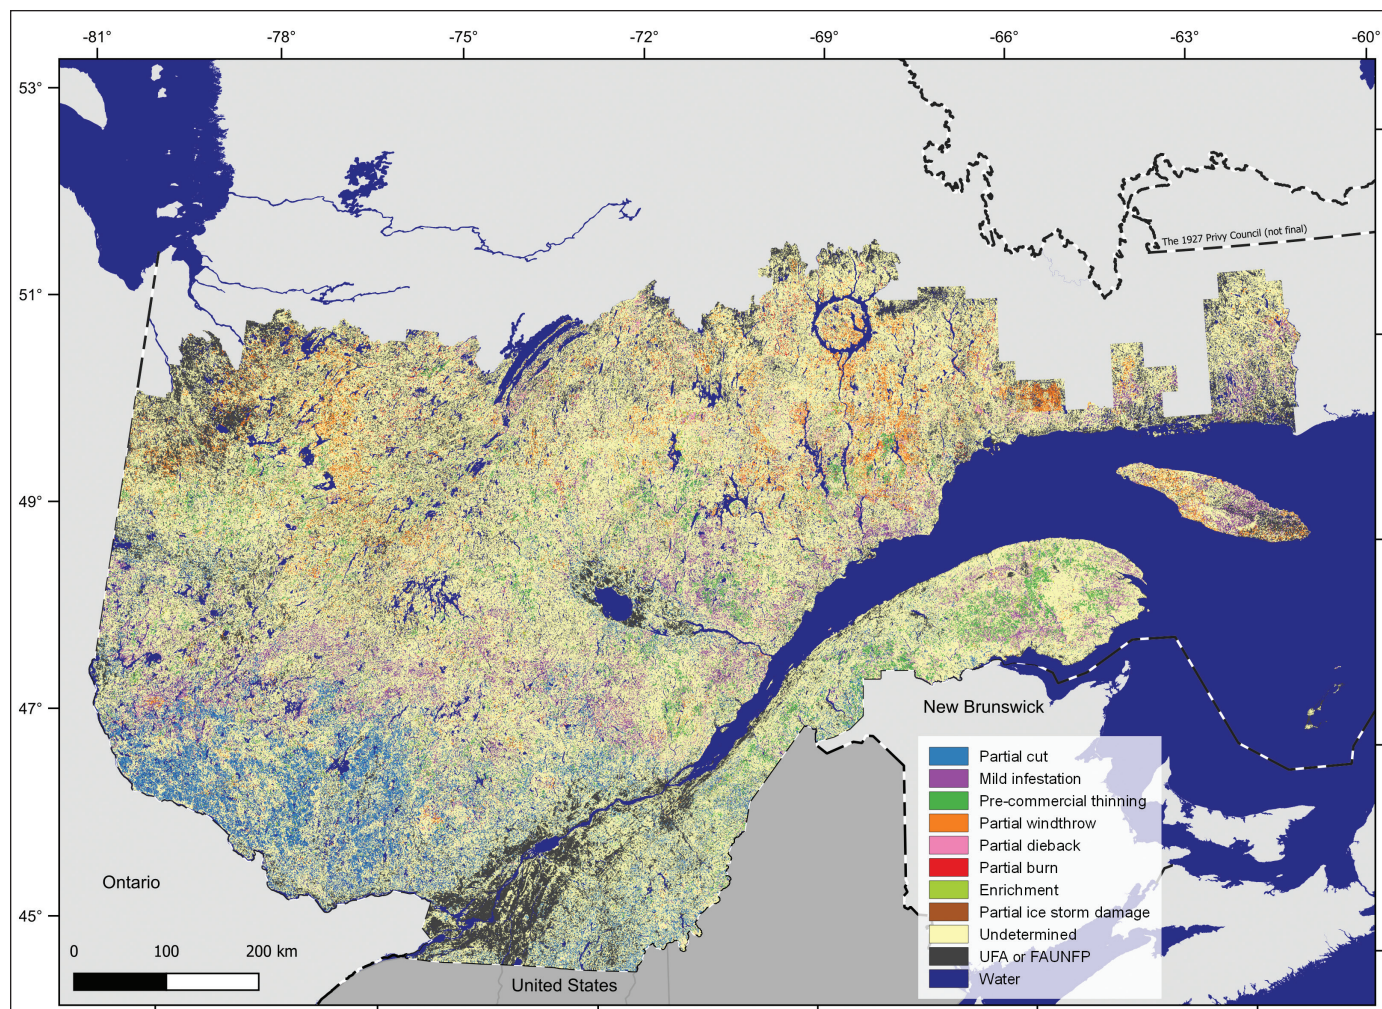 -81° -78° -75° -72° -69° -66° -63° -60°
53°
The 1927 Privy Council (not final)
51°
49°
47°
New Brunswick
Partial cut
Mild infestation
Pre-commercial thinning
Partial windthrow
Partial dieback
Partial burn
Enrichment
Partial ice storm damage
Undetermined
UFA or FAUNFP
Water
Ontario
45°
0 100 200 km
United States